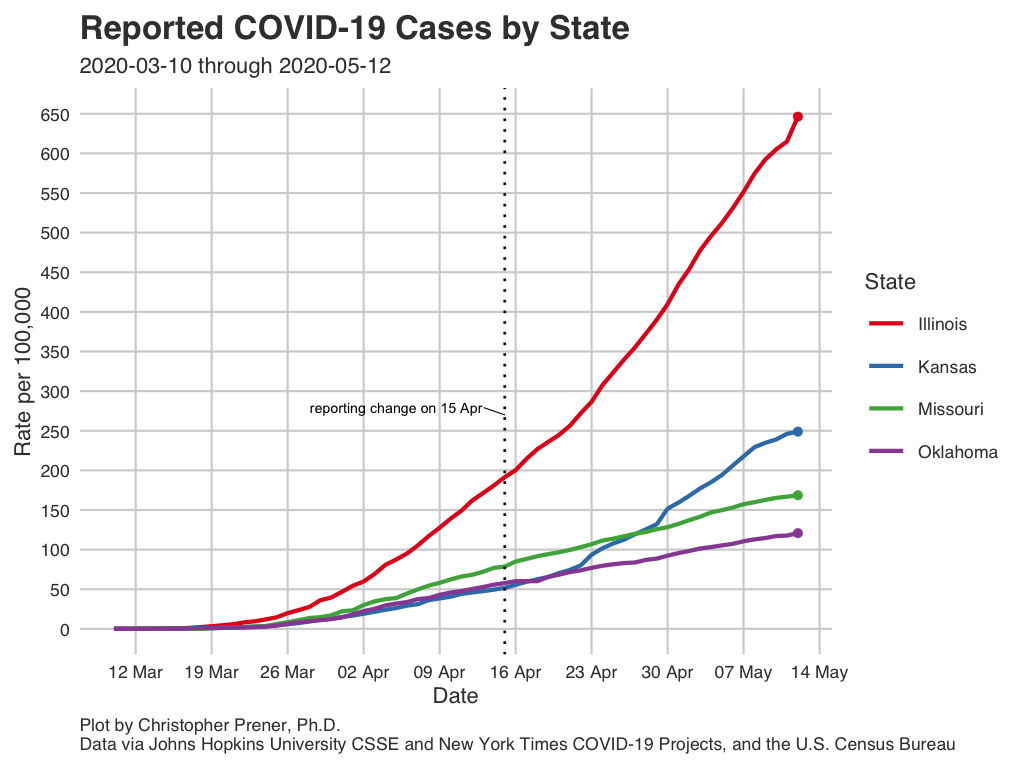 Reported COVID-19 Cases by State
2020-03-10 through 2020-05-12
650
600
550
500
450
400
350
300
250
200
150
100
50
0
Rate per 100,000
reporting change on 15 Apr
12 Mar
19 Mar
26 Mar
02 Apr
09 Apr
16 Apr
23 Apr
30 Apr
07 May
14 May
Date
State
Illinois
Kansas
Missouri
Oklahoma
Plot by Christopher Prener, Ph.D.
Data via Johns Hopkins University CSSE and New York Times COVID-19 Projects, and the U.S. Census Bureau